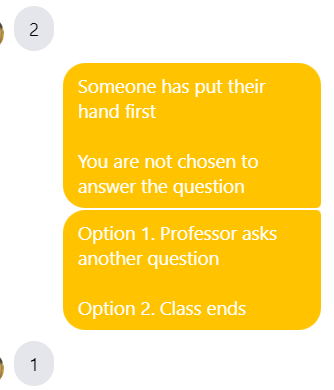 2
Someone has put their
hand first
You are not chosen to
answer the question
Option 1. Professor asks
another question
Option 2. Class ends
1